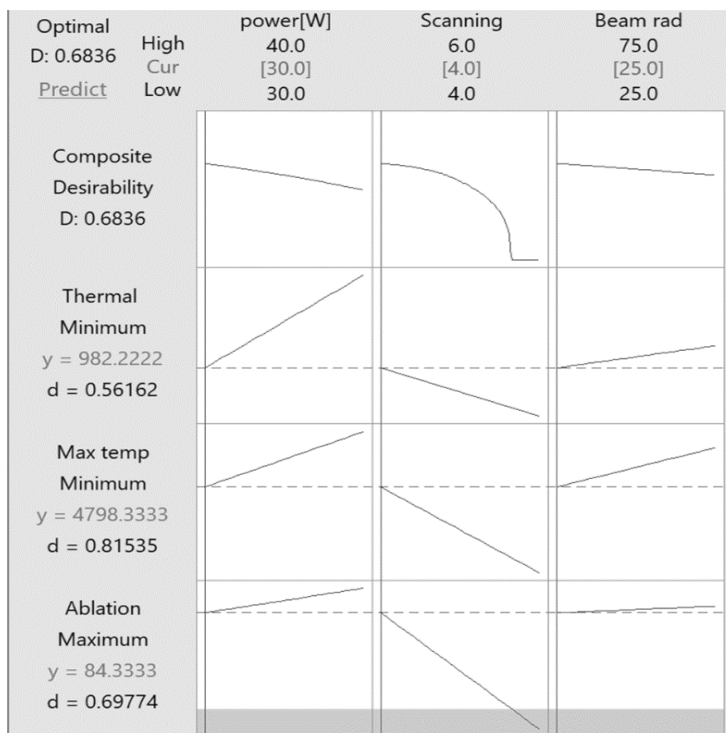 Optimal
D: 0.6836
Predict
High
Cur
Low
power[W]
40.0
[30.0]
30.0
Scanning
6.0
[4.0]
4.0
Beam rad
75.0
[25.0]
25.0
Composite
Desirability
D: 0.6836
Thermal
Minimum
y = 982.2222
d = 0.56162
Max temp
Minimum
y = 4798.3333
d = 0.81535
Ablation
Maximum
y = 84.3333
d = 0.69774